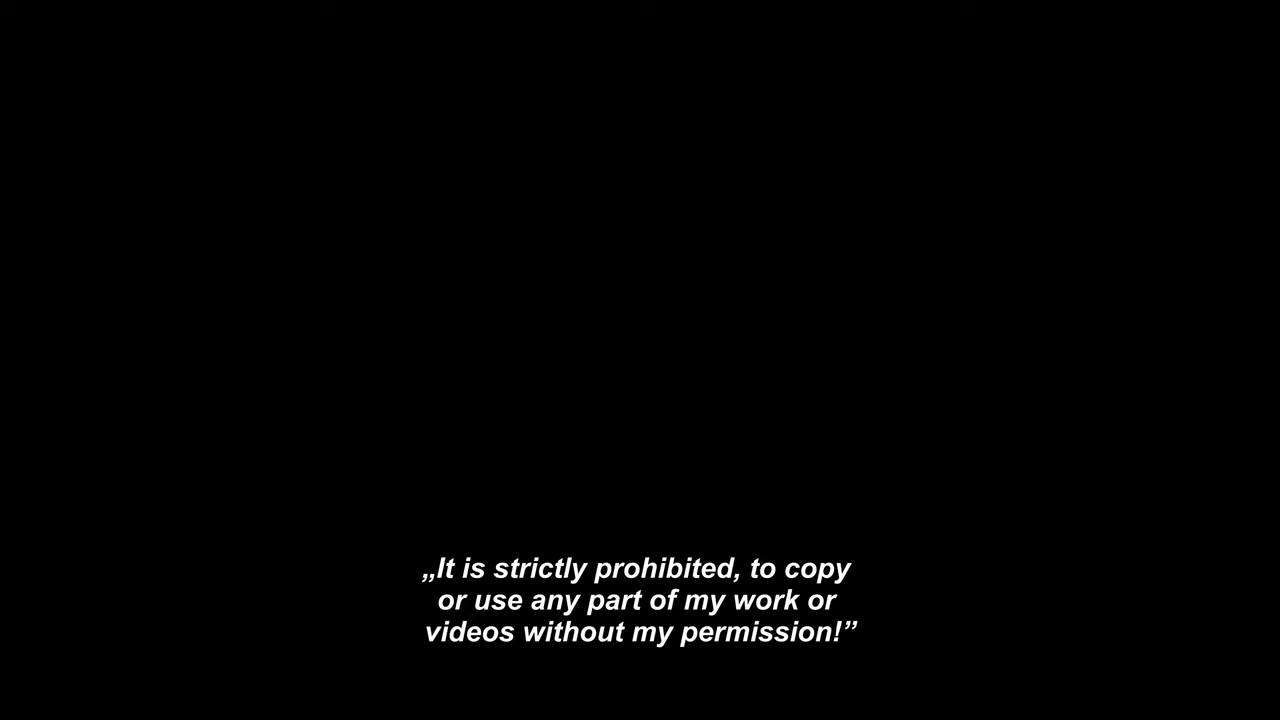 „It is strictly prohibited, to copy
or use any part of my work or
videos without my permission!”